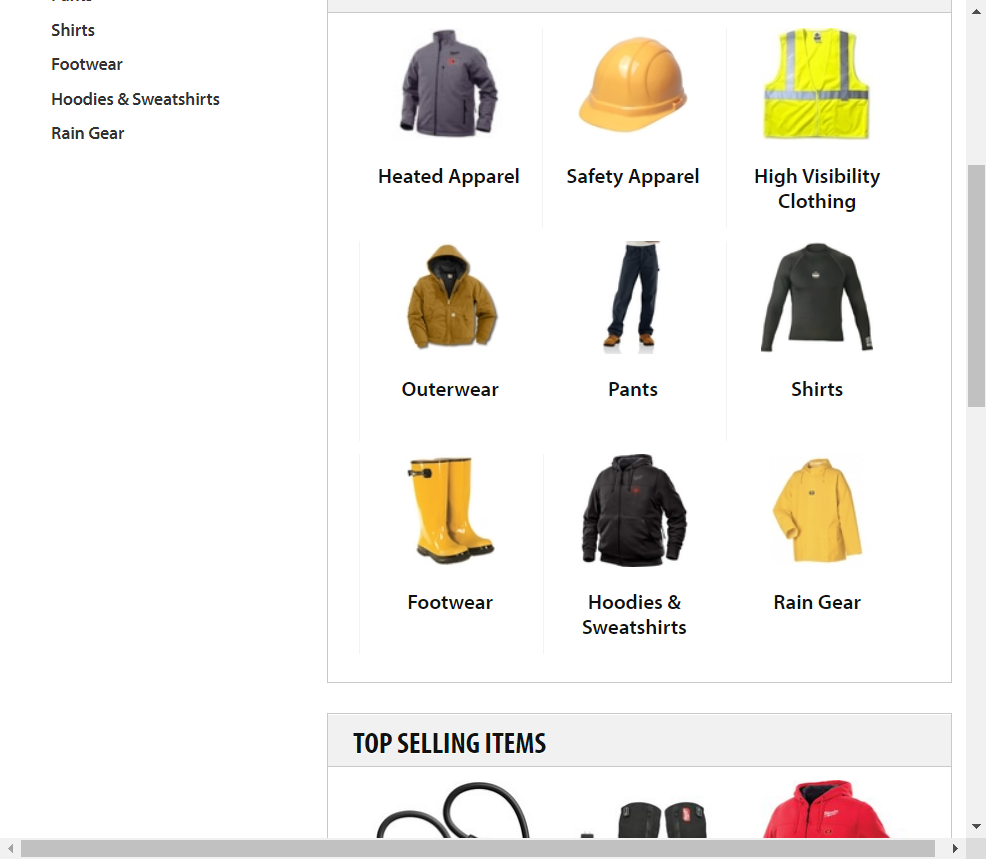 Shirts
Footwear
Hoodies & Sweatshirts
Rain Gear
Heated Apparel
Safety Apparel
High Visibility
Clothing
Outerwear
Pants
Shirts
Footwear
Hoodies &
Sweatshirts
Rain Gear
TOP SELLING ITEMS